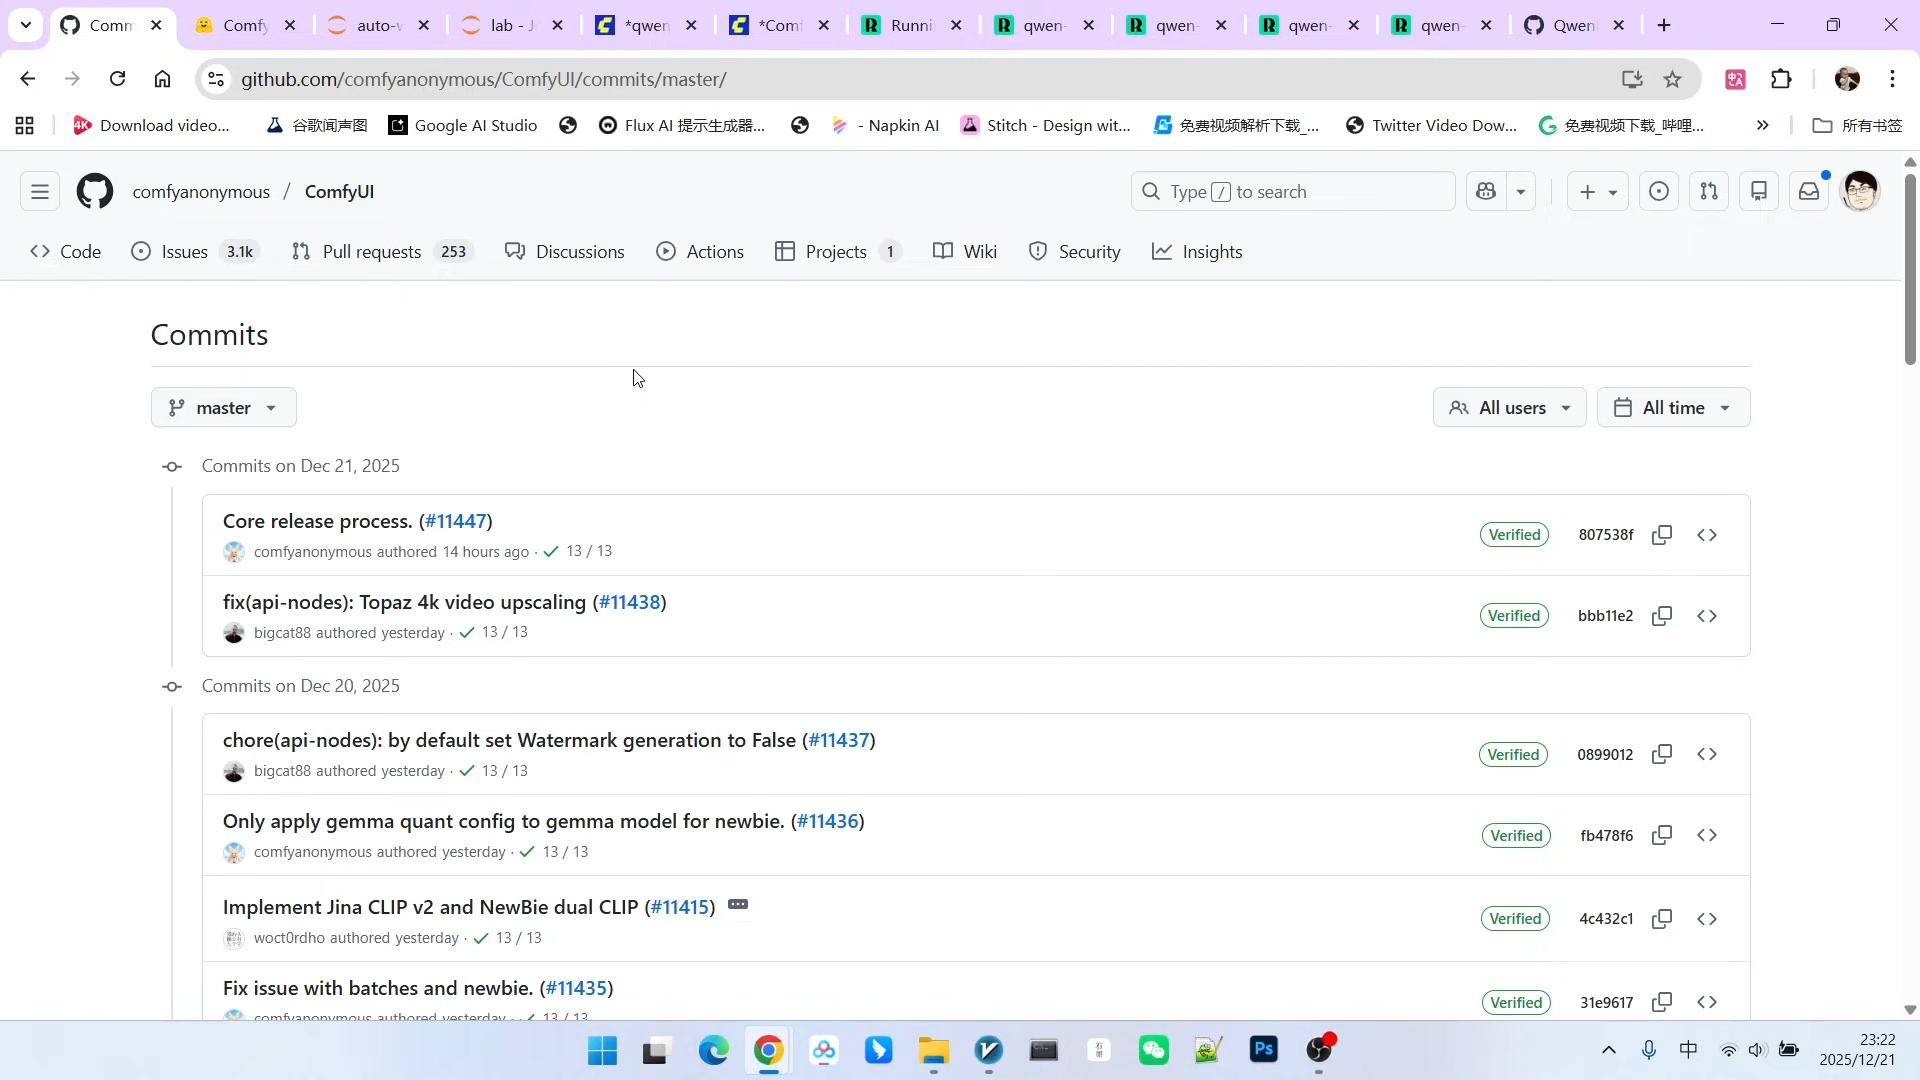 Comm
Comfy
auto-v
lab - J
*qwen
*Comf
Runni
qwen-
qwen-
qwen-
qwen-
Qwen
github.com/comfyanonymous/ComfyUI/commits/master/
Download video...
谷歌闻声图
Google AI Studio
Flux AI 提示生成器...
- Napkin AI
Stitch - Design wit...
免费视频解析下载_...
Twitter Video Dow...
免费视频下载_哔哩...
所有书签
comfyanonymous / ComfyUI
Type / to search
Code
Issues 3.1k
Pull requests 253
Discussions
Actions
Projects 1
Wiki
Security
Insights
Commits
master
All users
All time
Commits on Dec 21, 2025
Core release process. (#11447)
Verified 807538f
comfyanonymous authored 14 hours ago · 13 / 13
fix(api-nodes): Topaz 4k video upscaling (#11438)
Verified bbb11e2
bigcat88 authored yesterday · 13 / 13
Commits on Dec 20, 2025
chore(api-nodes): by default set Watermark generation to False (#11437)
Verified 0899012
bigcat88 authored yesterday · 13 / 13
Only apply gemma quant config to gemma model for newbie. (#11436)
Verified fb478f6
comfyanonymous authored yesterday · 13 / 13
Implement Jina CLIP v2 and NewBie dual CLIP (#11415)
Verified 4c432c1
woct0rdho authored yesterday · 13 / 13
Fix issue with batches and newbie. (#11435)
Verified 31e9617
comfyanonymous authored yesterday · 13 / 13
Ps
中
23:22
2025/12/21